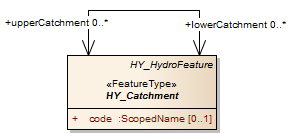 +upperCatchment 0..* +lowerCatchment 0..*
HY_HydroFeature
«FeatureType»
HY_Catchment
+ code :ScopedName [0..1]